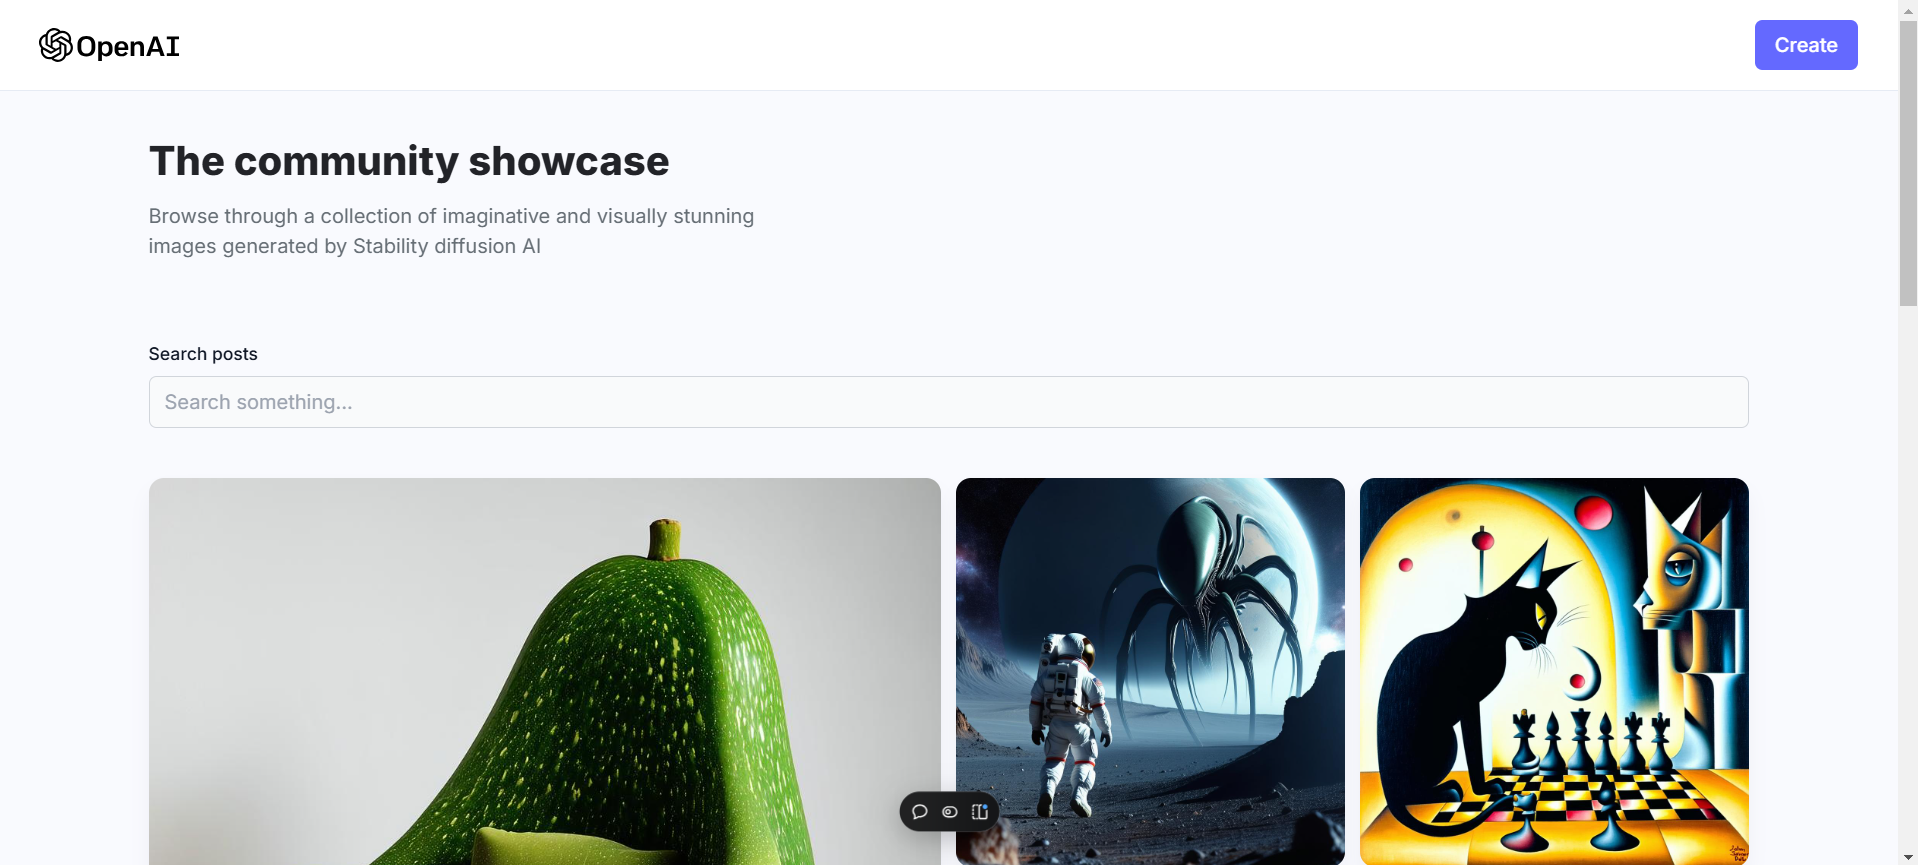 OpenAI
Create
The community showcase
Browse through a collection of imaginative and visually stunning
images generated by Stability diffusion AI
Search posts
Search something...